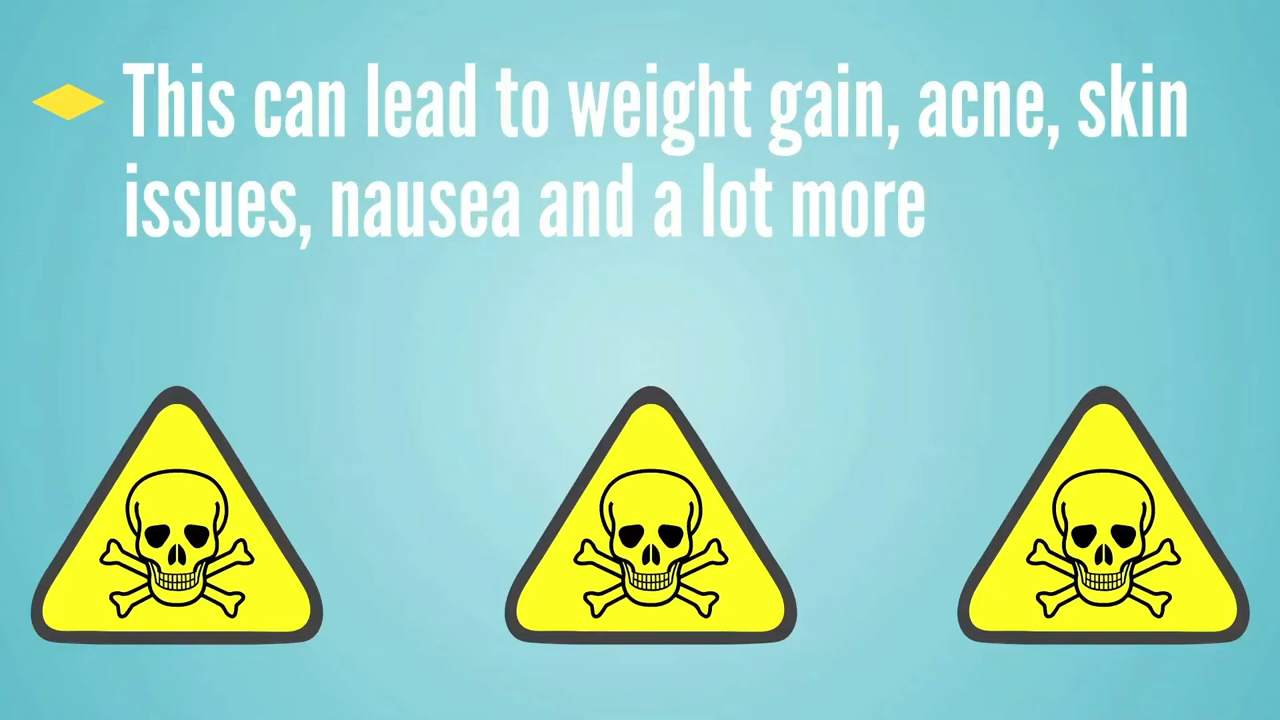 This can lead to weight gain, acne, skin
issues, nausea and a lot more